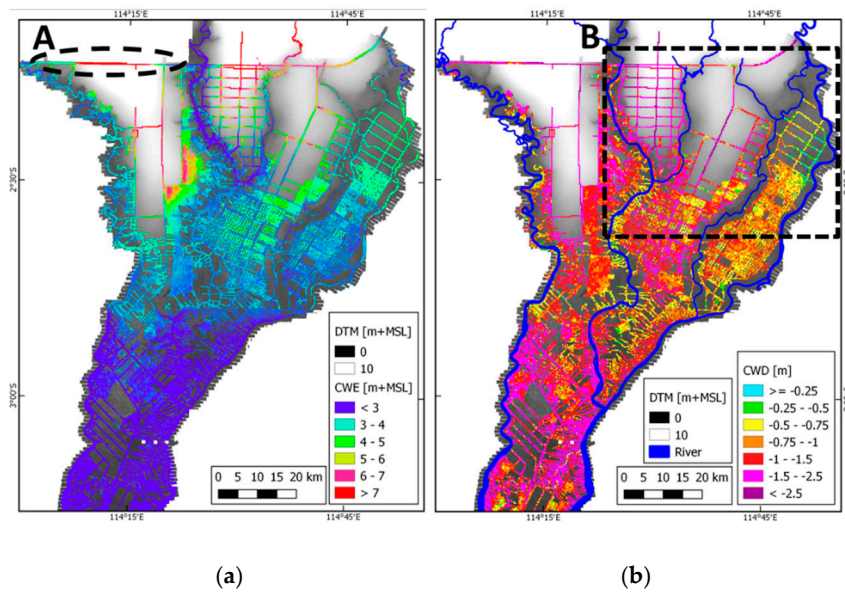 114°15'E 114°45'E
A
2°30'S
3°00'S
DTM [m+MSL]
0
10
CWE [m+MSL]
< 3
3 - 4
4 - 5
5 - 6
6 - 7
> 7
0 5 10 15 20 km
114°15'E 114°45'E
(a)
114°15'E 114°45'E
B
DTM [m+MSL]
0
10
River
CWD [m]
>= -0.25
-0.25 - -0.5
-0.5 - -0.75
-0.75 - -1
-1 - -1.5
-1.5 - -2.5
< -2.5
0 5 10 15 20 km
114°15'E 114°45'E
(b)